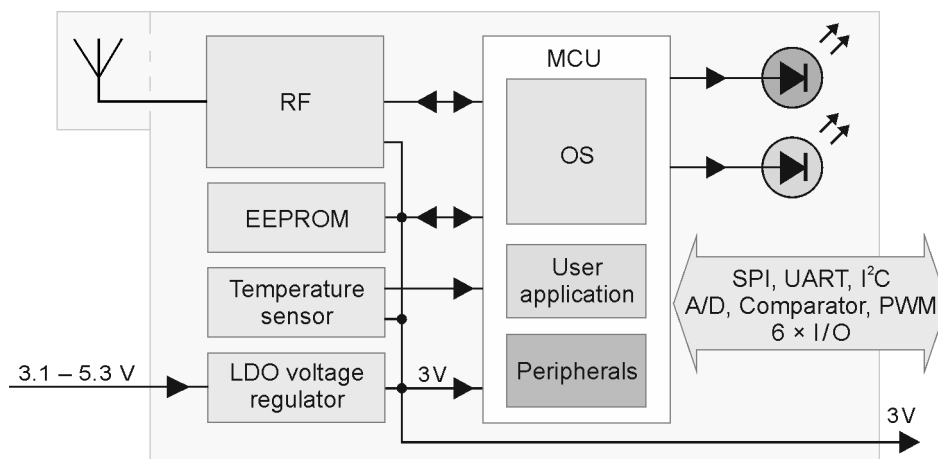 RF
MCU
OS
EEPROM
Temperature
sensor
User
application
SPI, UART, I²C
A/D, Comparator, PWM
6 × I/O
3.1 – 5.3 V
LDO voltage
regulator
3V
Peripherals
3V